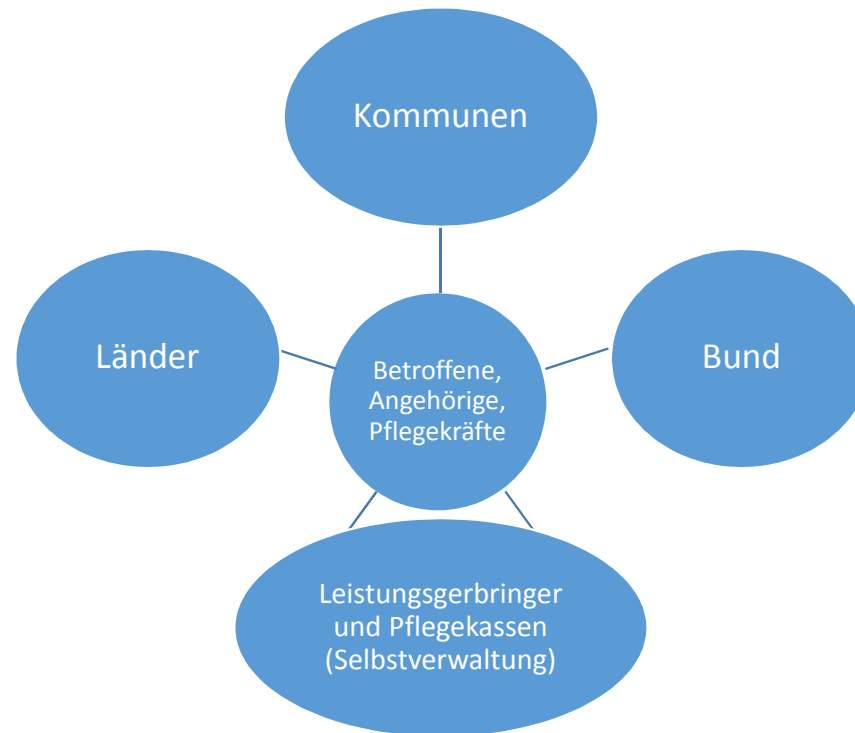 Kommunen
Länder
Betroffene,
Angehörige,
Pflegekräfte
Bund
Leistungsgerbringer
und Pflegekassen
(Selbstverwaltung)